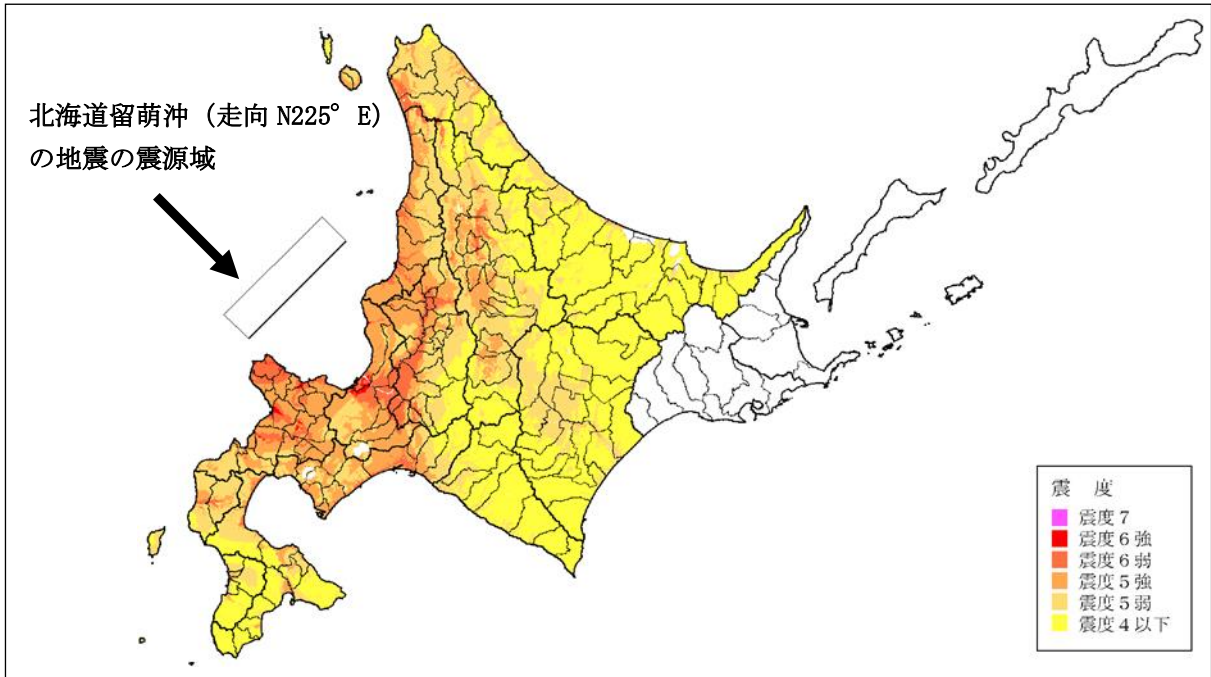 北海道留萌沖（走向 N225° E）
の地震の震源域
震 度
震度７
震度６強
震度６弱
震度５強
震度５弱
震度４以下